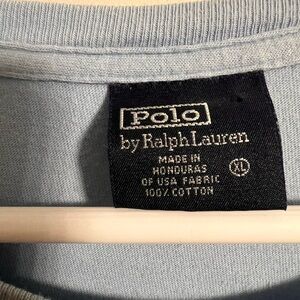 Polo
by Ralph Lauren
MADE IN
HONDURAS
OF USA FABRIC
100% COTTON
XL